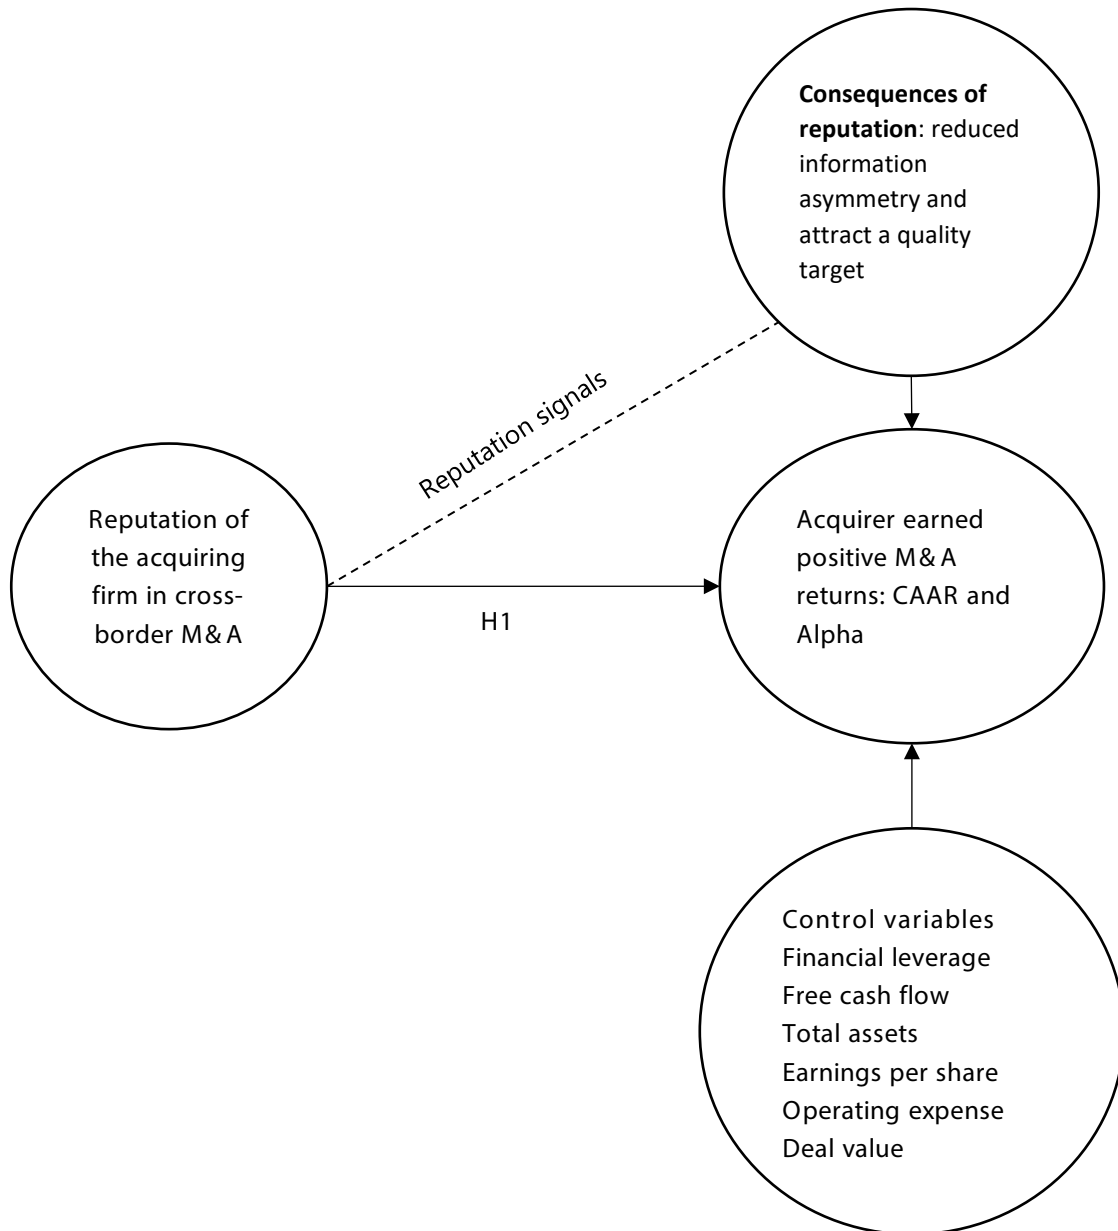 Consequences of
reputation: reduced
information
asymmetry and
attract a quality
target
Reputation signals
Reputation of
the acquiring
firm in cross-
border M&A
H1
Acquirer earned
positive M&A
returns: CAAR and
Alpha
Control variables
Financial leverage
Free cash flow
Total assets
Earnings per share
Operating expense
Deal value